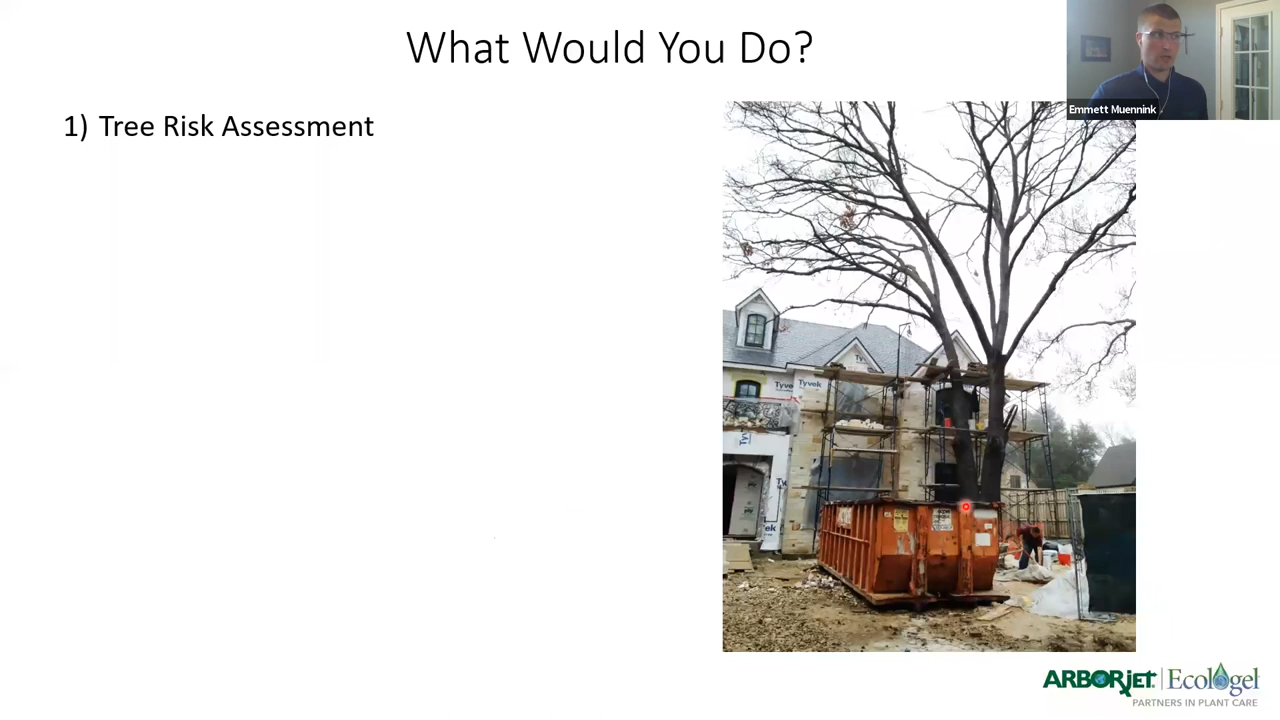 What Would You Do?
Emmett Muennink
1) Tree Risk Assessment
Tyvek
Tyvek
ARBORjet
Ecologel
PARTNERS IN PLANT CARE